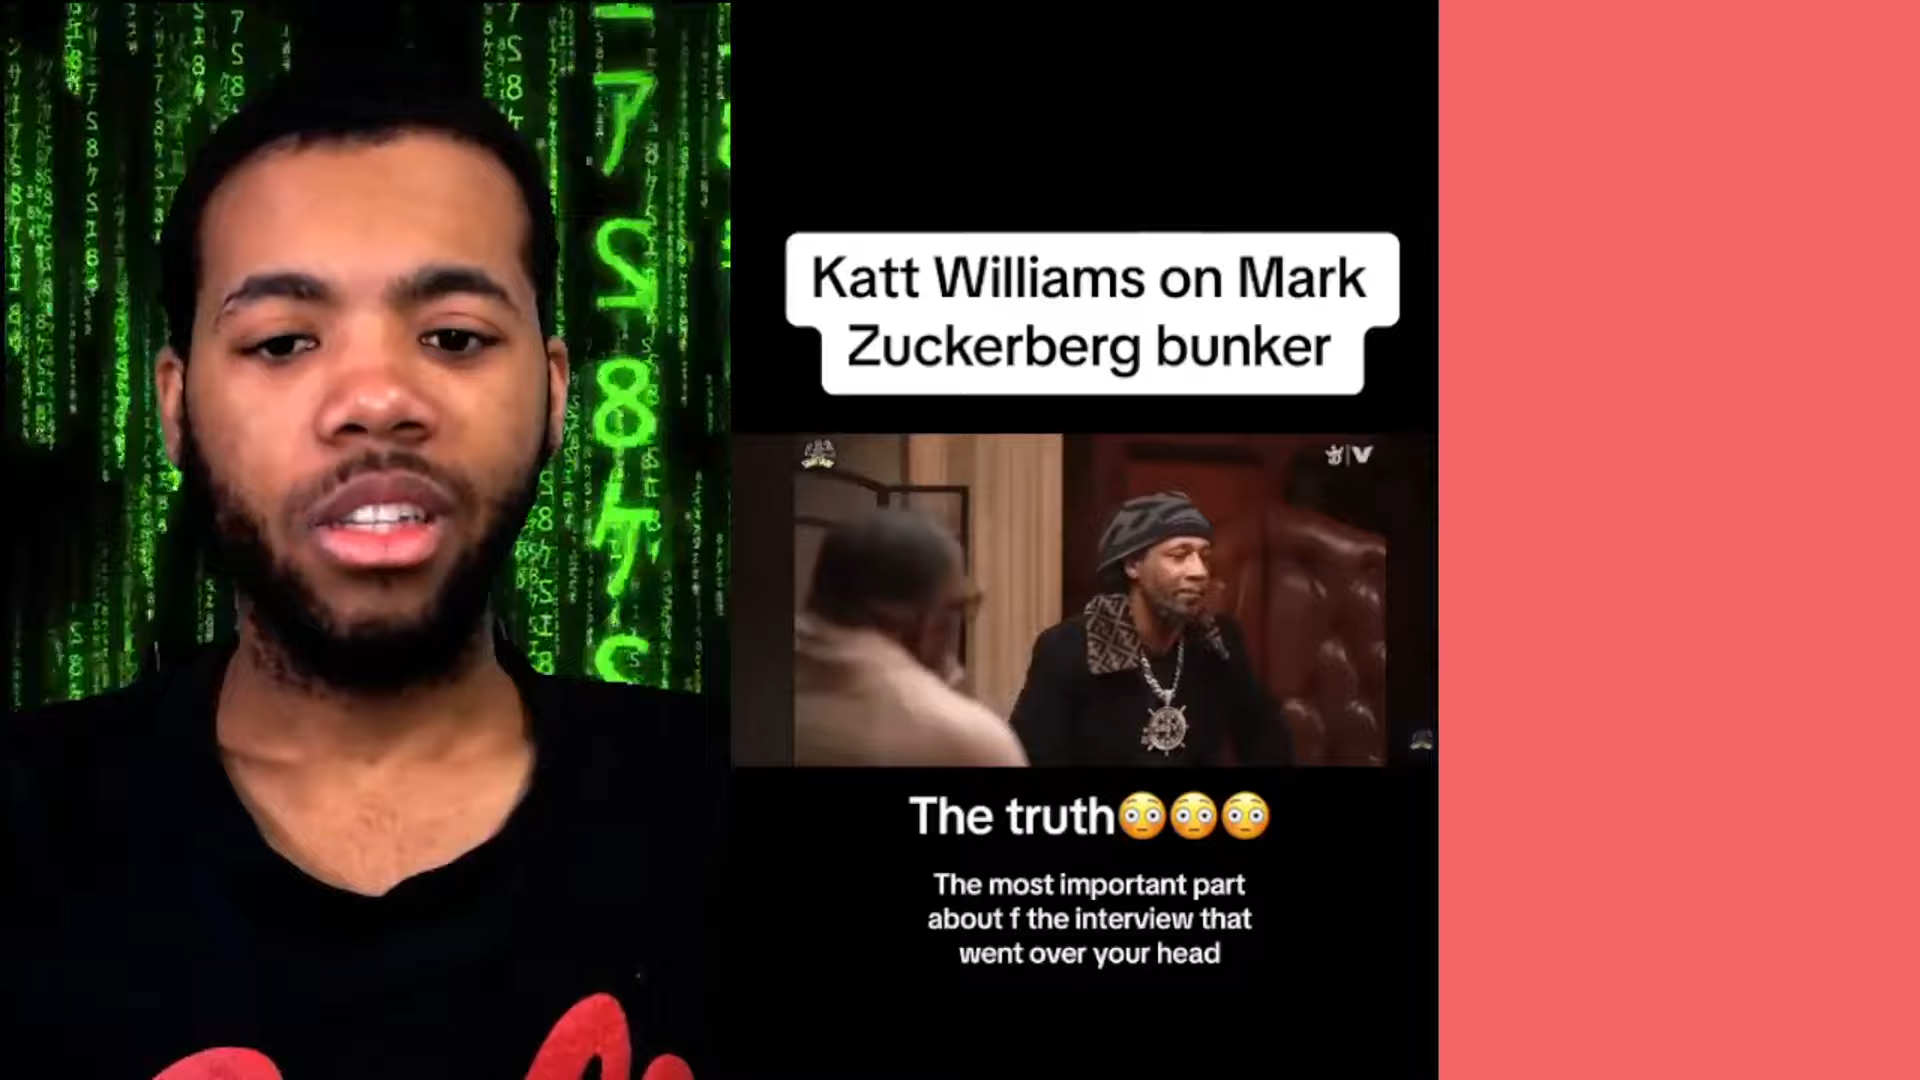 Katt Williams on Mark
Zuckerberg bunker
The truth😳😳😳
The most important part
about f the interview that
went over your head